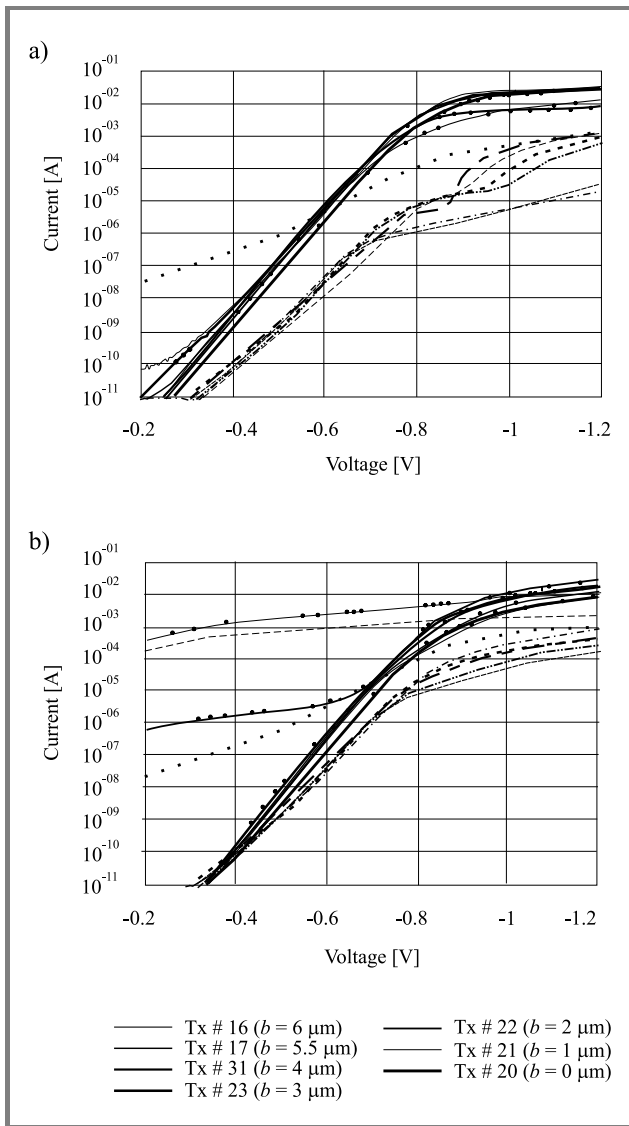 a)
10-01
10-02
10-03
10-04
10-05
10-06
10-07
10-08
10-09
10-10
10-11
Current [A]
-0.2 -0.4 -0.6 -0.8 -1 -1.2
Voltage [V]
b)
10-01
10-02
10-03
10-04
10-05
10-06
10-07
10-08
10-09
10-10
10-11
Current [A]
-0.2 -0.4 -0.6 -0.8 -1 -1.2
Voltage [V]
Tx # 16 (b = 6 μm)
Tx # 17 (b = 5.5 μm)
Tx # 31 (b = 4 μm)
Tx # 23 (b = 3 μm)
Tx # 22 (b = 2 μm)
Tx # 21 (b = 1 μm)
Tx # 20 (b = 0 μm)